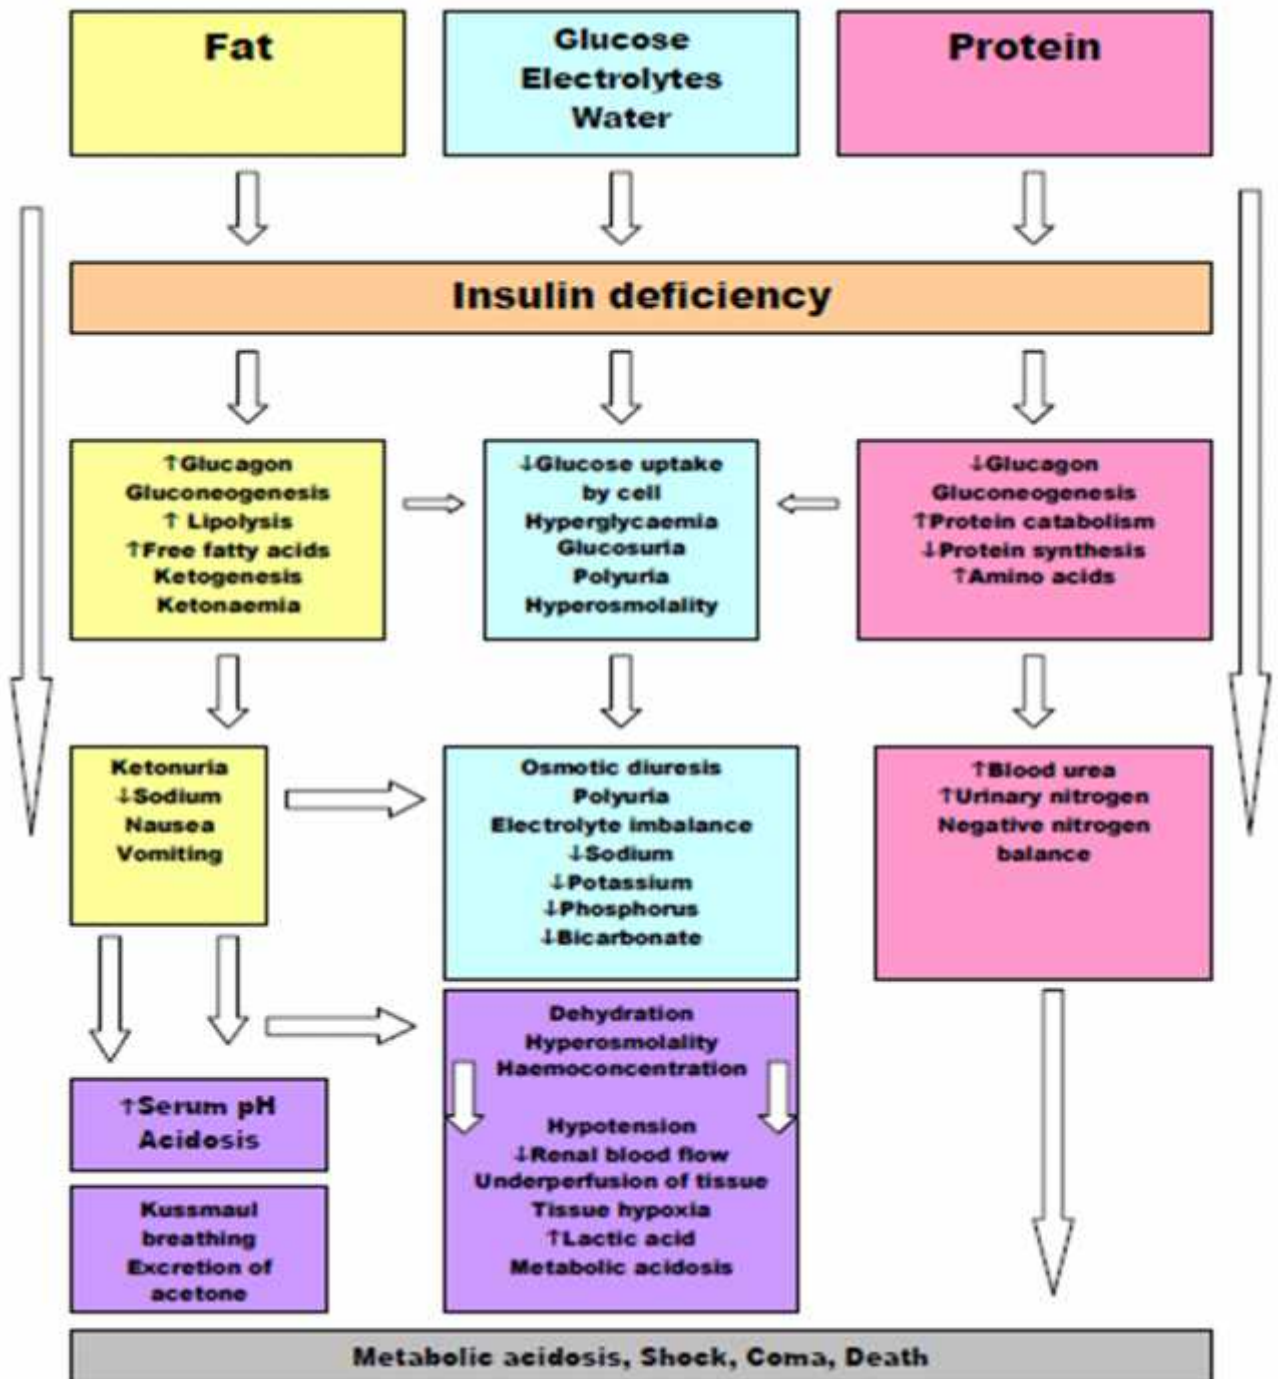 Fat
Glucose
Electrolytes
Water
Protein
Insulin deficiency
↑Glucagon
Gluconeogenesis
↑ Lipolysis
↑Free fatty acids
Ketogenesis
Ketonaemia
↓Glucose uptake
by cell
Hyperglycaemia
Glucosuria
Polyuria
Hyperosmolality
↓Glucagon
Gluconeogenesis
↑Protein catabolism
↓Protein synthesis
↑Amino acids
Ketonuria
↓Sodium
Nausea
Vomiting
Osmotic diuresis
Polyuria
Electrolyte imbalance
↓Sodium
↓Potassium
↓Phosphorus
↓Bicarbonate
↑Blood urea
↑Urinary nitrogen
Negative nitrogen
balance
↑Serum pH
Acidosis
Kussmaul
breathing
Excretion of
acetone
Dehydration
Hyperosmolality
Haemoconcentration
Hypotension
↓Renal blood flow
Underperfusion of tissue
Tissue hypoxia
↑Lactic acid
Metabolic acidosis
Metabolic acidosis, Shock, Coma, Death